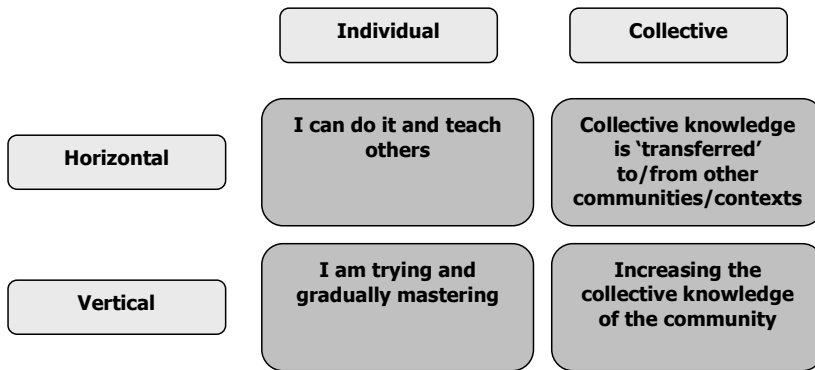 Individual
Collective
Horizontal
I can do it and teach
others
Collective knowledge
is ‘transferred’
to/from other
communities/contexts
Vertical
I am trying and
gradually mastering
Increasing the
collective knowledge
of the community